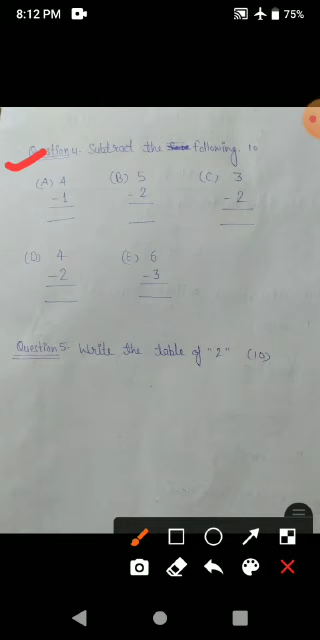 8:12 PM 75%
Question 4. Subtract the following. 10
(A) 4 (B) 5 (C) 3
-1 - 2 - 2
(D) 4 (E) 6
-2 -3
Question 5- Write the table of "2" (10)